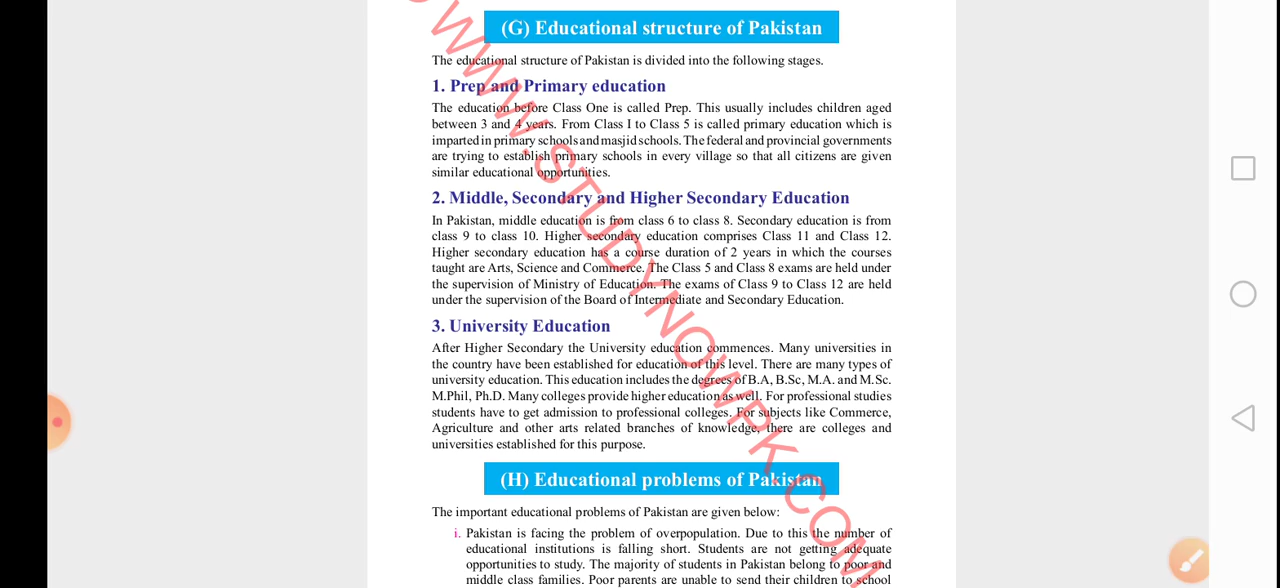 (G) Educational structure of Pakistan
The educational structure of Pakistan is divided into the following stages.
1. Prep and Primary education
The education before Class One is called Prep. This usually includes children aged
between 3 and 4 years. From Class I to Class 5 is called primary education which is
imparted in primary schools and masjid schools. The federal and provincial governments
are trying to establish primary schools in every village so that all citizens are given
similar educational opportunities.
2. Middle, Secondary and Higher Secondary Education
In Pakistan, middle education is from class 6 to class 8. Secondary education is from
class 9 to class 10. Higher secondary education comprises Class 11 and Class 12.
Higher secondary education has a course duration of 2 years in which the courses
taught are Arts, Science and Commerce. The Class 5 and Class 8 exams are held under
the supervision of Ministry of Education. The exams of Class 9 to Class 12 are held
under the supervision of the Board of Intermediate and Secondary Education.
3. University Education
After Higher Secondary the University education commences. Many universities in
the country have been established for education of this level. There are many types of
university education. This education includes the degrees of B.A, B.Sc, M.A. and M.Sc.
M.Phil, Ph.D. Many colleges provide higher education as well. For professional studies
students have to get admission to professional colleges. For subjects like Commerce,
Agriculture and other arts related branches of knowledge, there are colleges and
universities established for this purpose.
(H) Educational problems of Pakistan
The important educational problems of Pakistan are given below:
i. Pakistan is facing the problem of overpopulation. Due to this the number of
educational institutions is falling short. Students are not getting adequate
opportunities to study. The majority of students in Pakistan belong to poor and
middle class families. Poor parents are unable to send their children to school
WWW.STUDYNOWPK.COM